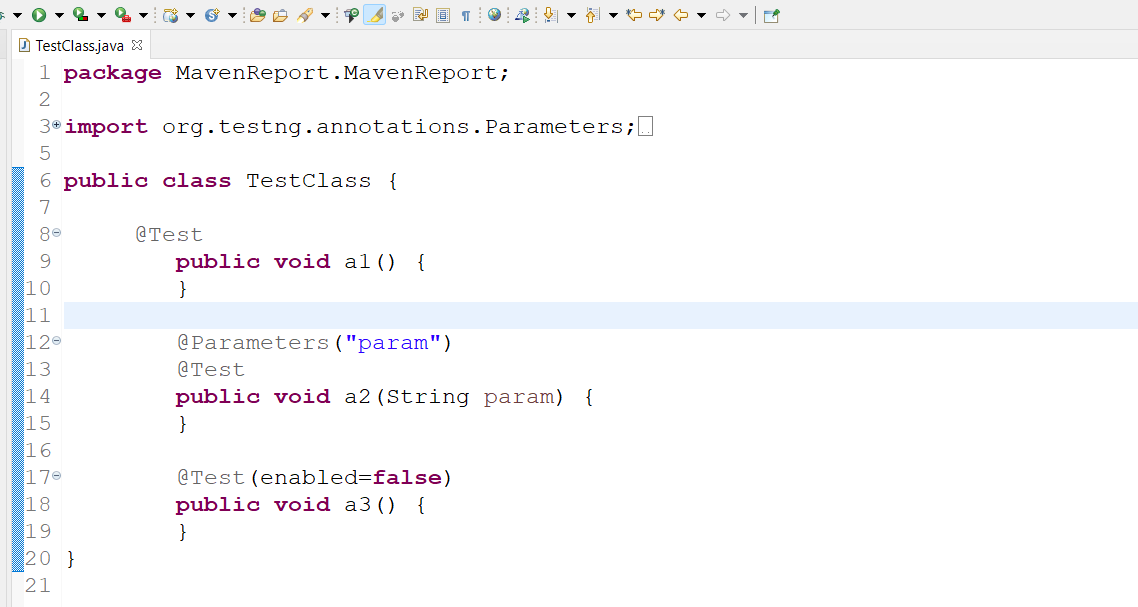 TestClass.java
1 package MavenReport.MavenReport;
2
3 import org.testng.annotations.Parameters;
5
6 public class TestClass {
7
8 @Test
9 public void a1() {
10 }
11
12 @Parameters("param")
13 @Test
14 public void a2(String param) {
15 }
16
17 @Test(enabled=false)
18 public void a3() {
19 }
20 }
21